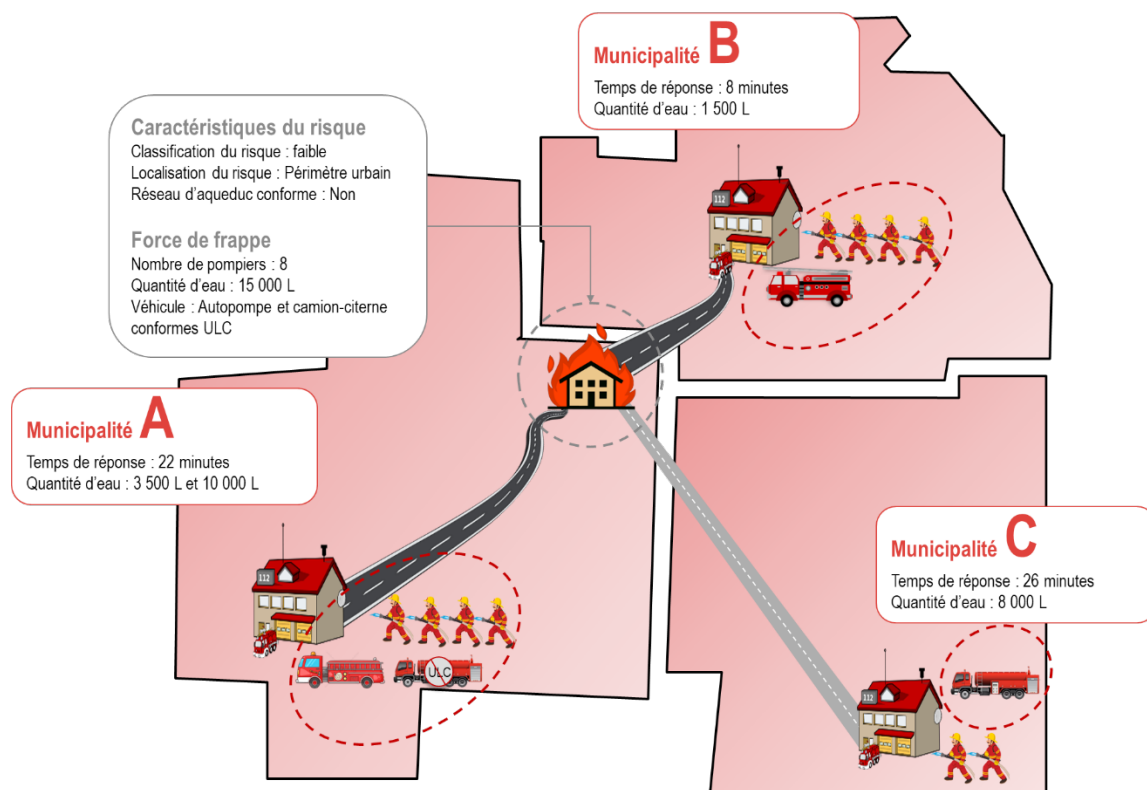 Municipalité B
Temps de réponse : 8 minutes
Quantité d'eau : 1 500 L
Caractéristiques du risque
Classification du risque : faible
Localisation du risque : Périmètre urbain
Réseau d'aqueduc conforme : Non
Force de frappe
Nombre de pompiers : 8
Quantité d'eau : 15 000 L
Véhicule : Autopompe et camion-citerne
conformes ULC
112
Municipalité A
Temps de réponse : 22 minutes
Quantité d'eau : 3 500 L et 10 000 L
Municipalité C
Temps de réponse : 26 minutes
Quantité d'eau : 8 000 L
112
ULC
112